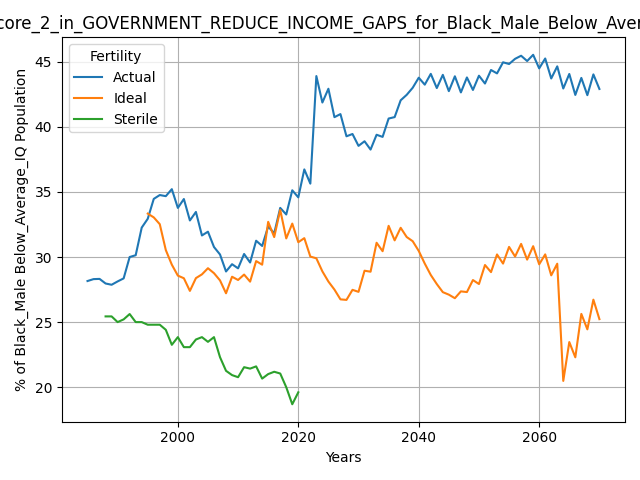 core_2_in_GOVERNMENT_REDUCE_INCOME_GAPS_for_Black_Male_Below_Aver
Fertility
Actual
Ideal
Sterile
% of Black_Male Below_Average_IQ Population
45
40
35
30
25
20
2000
2020
2040
2060
Years